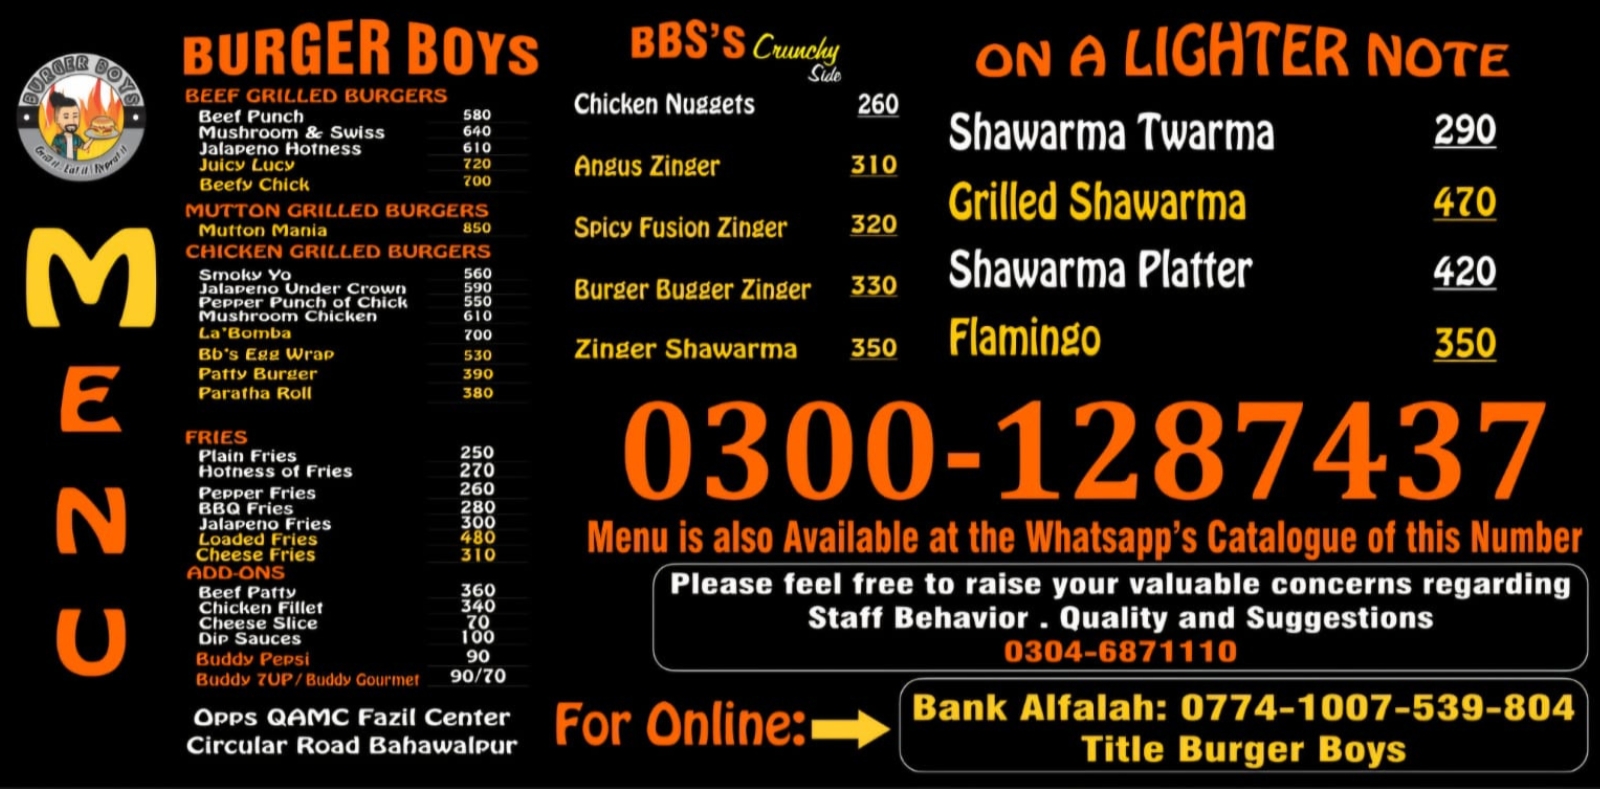 BURGER BOYS
Grill it \ Eat it \ Repeat it
MENU
BURGER BOYS
BEEF GRILLED BURGERS
Beef Punch 580
Mushroom & Swiss 640
Jalapeno Hotness 610
Juicy Lucy 720
Beefy Chick 700
MUTTON GRILLED BURGERS
Mutton Mania 850
CHICKEN GRILLED BURGERS
Smoky Yo 560
Jalapeno Under Crown 590
Pepper Punch of Chick 550
Mushroom Chicken 610
La'Bomba 700
Bb's Egg Wrap 530
Patty Burger 390
Paratha Roll 380
FRIES
Plain Fries 250
Hotness of Fries 270
Pepper Fries 260
BBQ Fries 280
Jalapeno Fries 300
Loaded Fries 480
Cheese Fries 310
ADD-ONS
Beef Patty 360
Chicken Fillet 340
Cheese Slice 70
Dip Sauces 100
Buddy Pepsi 90
Buddy 7UP / Buddy Gourmet 90/70
Opps QAMC Fazil Center
Circular Road Bahawalpur
BBS'S Crunchy
Side
Chicken Nuggets 260
Angus Zinger 310
Spicy Fusion Zinger 320
Burger Bugger Zinger 330
Zinger Shawarma 350
ON A LIGHTER NOTE
Shawarma Twarma 290
Grilled Shawarma 470
Shawarma Platter 420
Flamingo 350
0300-1287437
Menu is also Available at the Whatsapp's Catalogue of this Number
Please feel free to raise your valuable concerns regarding
Staff Behavior . Quality and Suggestions
0304-6871110
For Online:
Bank Alfalah: 0774-1007-539-804
Title Burger Boys